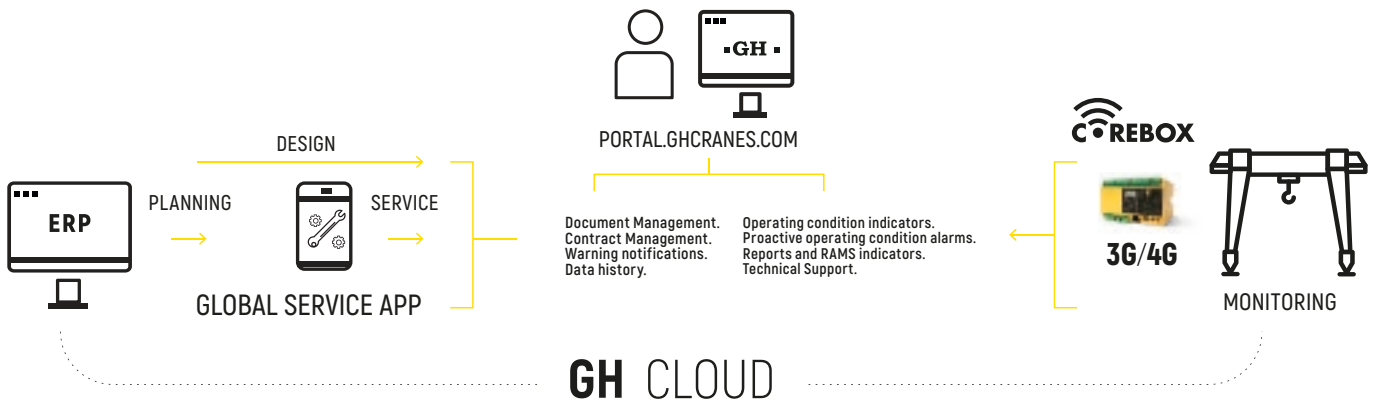 DESIGN
ERP
PLANNING
SERVICE
GLOBAL SERVICE APP
GH
PORTAL.GHCRANES.COM
Document Management.
Contract Management.
Warning notifications.
Data history.
Operating condition indicators.
Proactive operating condition alarms.
Reports and RAMS indicators.
Technical Support.
COREBOX
3G/4G
MONITORING
GH CLOUD